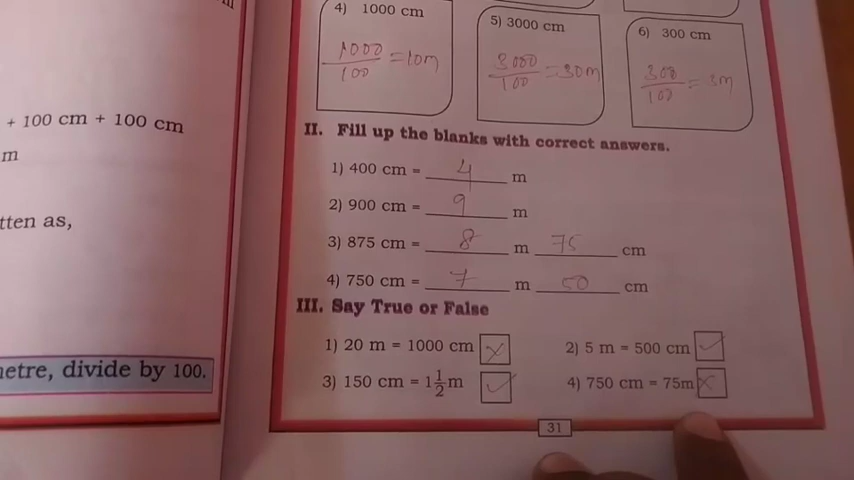 4) 1000 cm
1000/100 = 10m
5) 3000 cm
3000/100 = 30m
6) 300 cm
300/100 = 3m
+ 100 cm + 100 cm
m
tten as,
etre, divide by 100.
II. Fill up the blanks with correct answers.
1) 400 cm = 4 m
2) 900 cm = 9 m
3) 875 cm = 8 m 75 cm
4) 750 cm = 7 m 50 cm
III. Say True or False
1) 20 m = 1000 cm ✗
2) 5 m = 500 cm ✓
3) 150 cm = 1 1/2 m ✓
4) 750 cm = 75m ✗
31